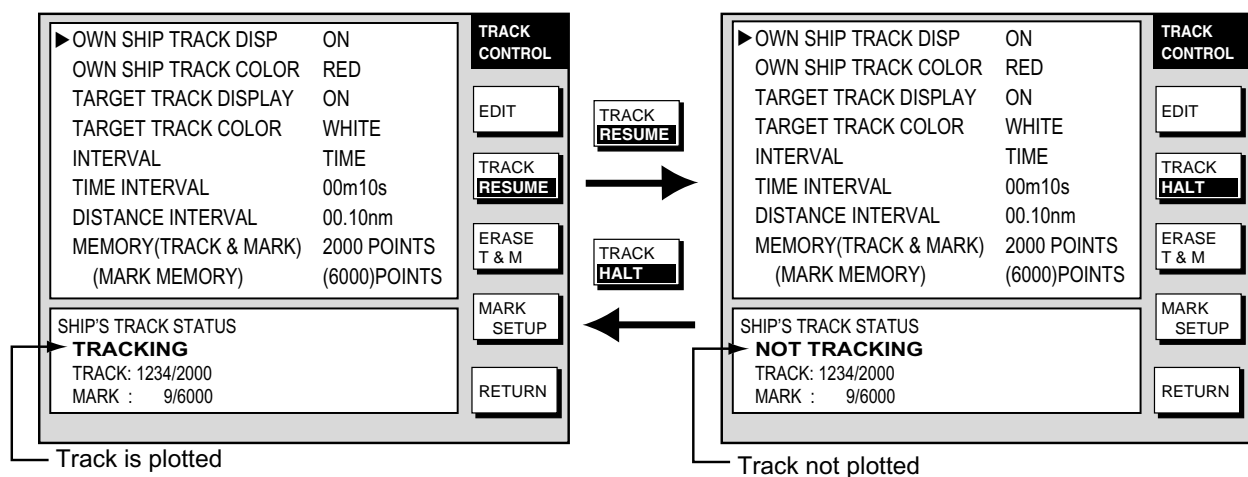 OWN SHIP TRACK DISP ON
OWN SHIP TRACK COLOR RED
TARGET TRACK DISPLAY ON
TARGET TRACK COLOR WHITE
INTERVAL TIME
TIME INTERVAL 00m10s
DISTANCE INTERVAL 00.10nm
MEMORY(TRACK & MARK) 2000 POINTS
(MARK MEMORY) (6000)POINTS
SHIP'S TRACK STATUS
TRACKING
TRACK: 1234/2000
MARK : 9/6000
TRACK
CONTROL
EDIT
TRACK
RESUME
ERASE
T & M
MARK
SETUP
RETURN
Track is plotted
TRACK
RESUME
TRACK
HALT
OWN SHIP TRACK DISP ON
OWN SHIP TRACK COLOR RED
TARGET TRACK DISPLAY ON
TARGET TRACK COLOR WHITE
INTERVAL TIME
TIME INTERVAL 00m10s
DISTANCE INTERVAL 00.10nm
MEMORY(TRACK & MARK) 2000 POINTS
(MARK MEMORY) (6000)POINTS
SHIP'S TRACK STATUS
NOT TRACKING
TRACK: 1234/2000
MARK : 9/6000
TRACK
CONTROL
EDIT
TRACK
HALT
ERASE
T & M
MARK
SETUP
RETURN
Track not plotted